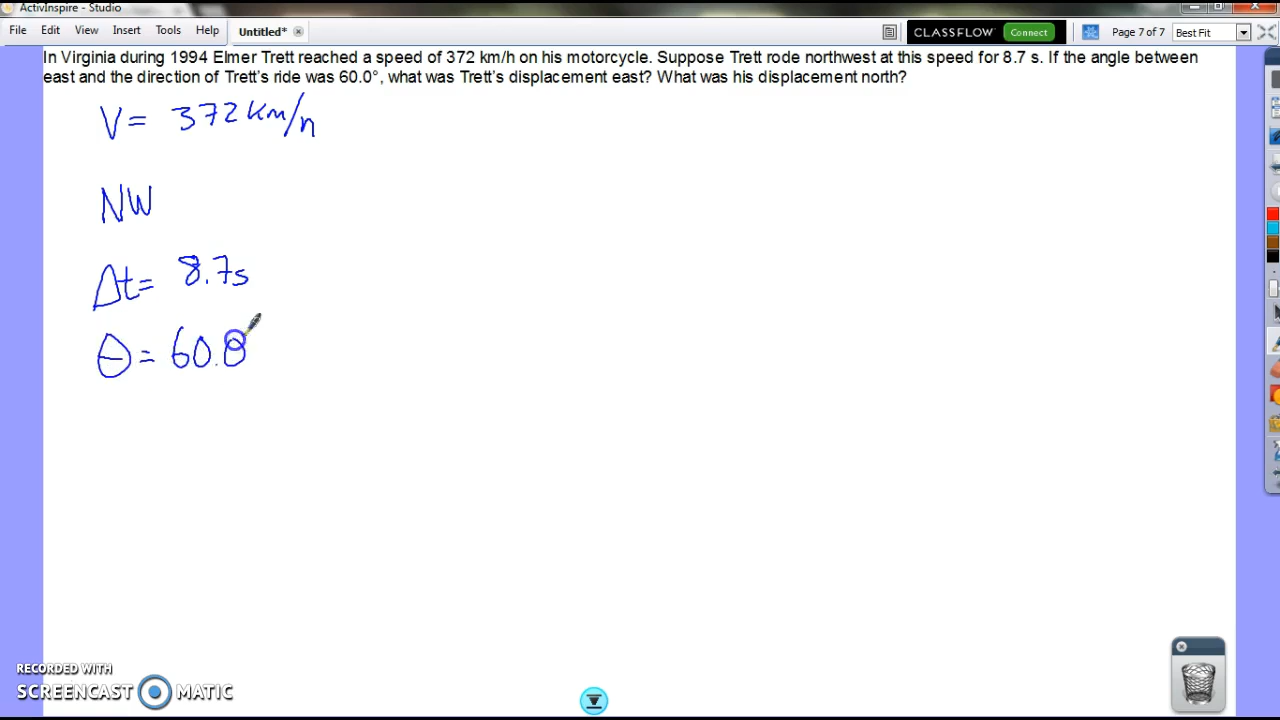 ActivInspire - Studio
File Edit View Insert Tools Help Untitled* CLASSFLOW Connect Page 7 of 7 Best Fit
In Virginia during 1994 Elmer Trett reached a speed of 372 km/h on his motorcycle. Suppose Trett rode northwest at this speed for 8.7 s. If the angle between
east and the direction of Trett's ride was 60.0°, what was Trett's displacement east? What was his displacement north?
V = 372 km/h
NW
Δt = 8.7s
θ = 60.0
RECORDED WITH
SCREENCAST MATIC